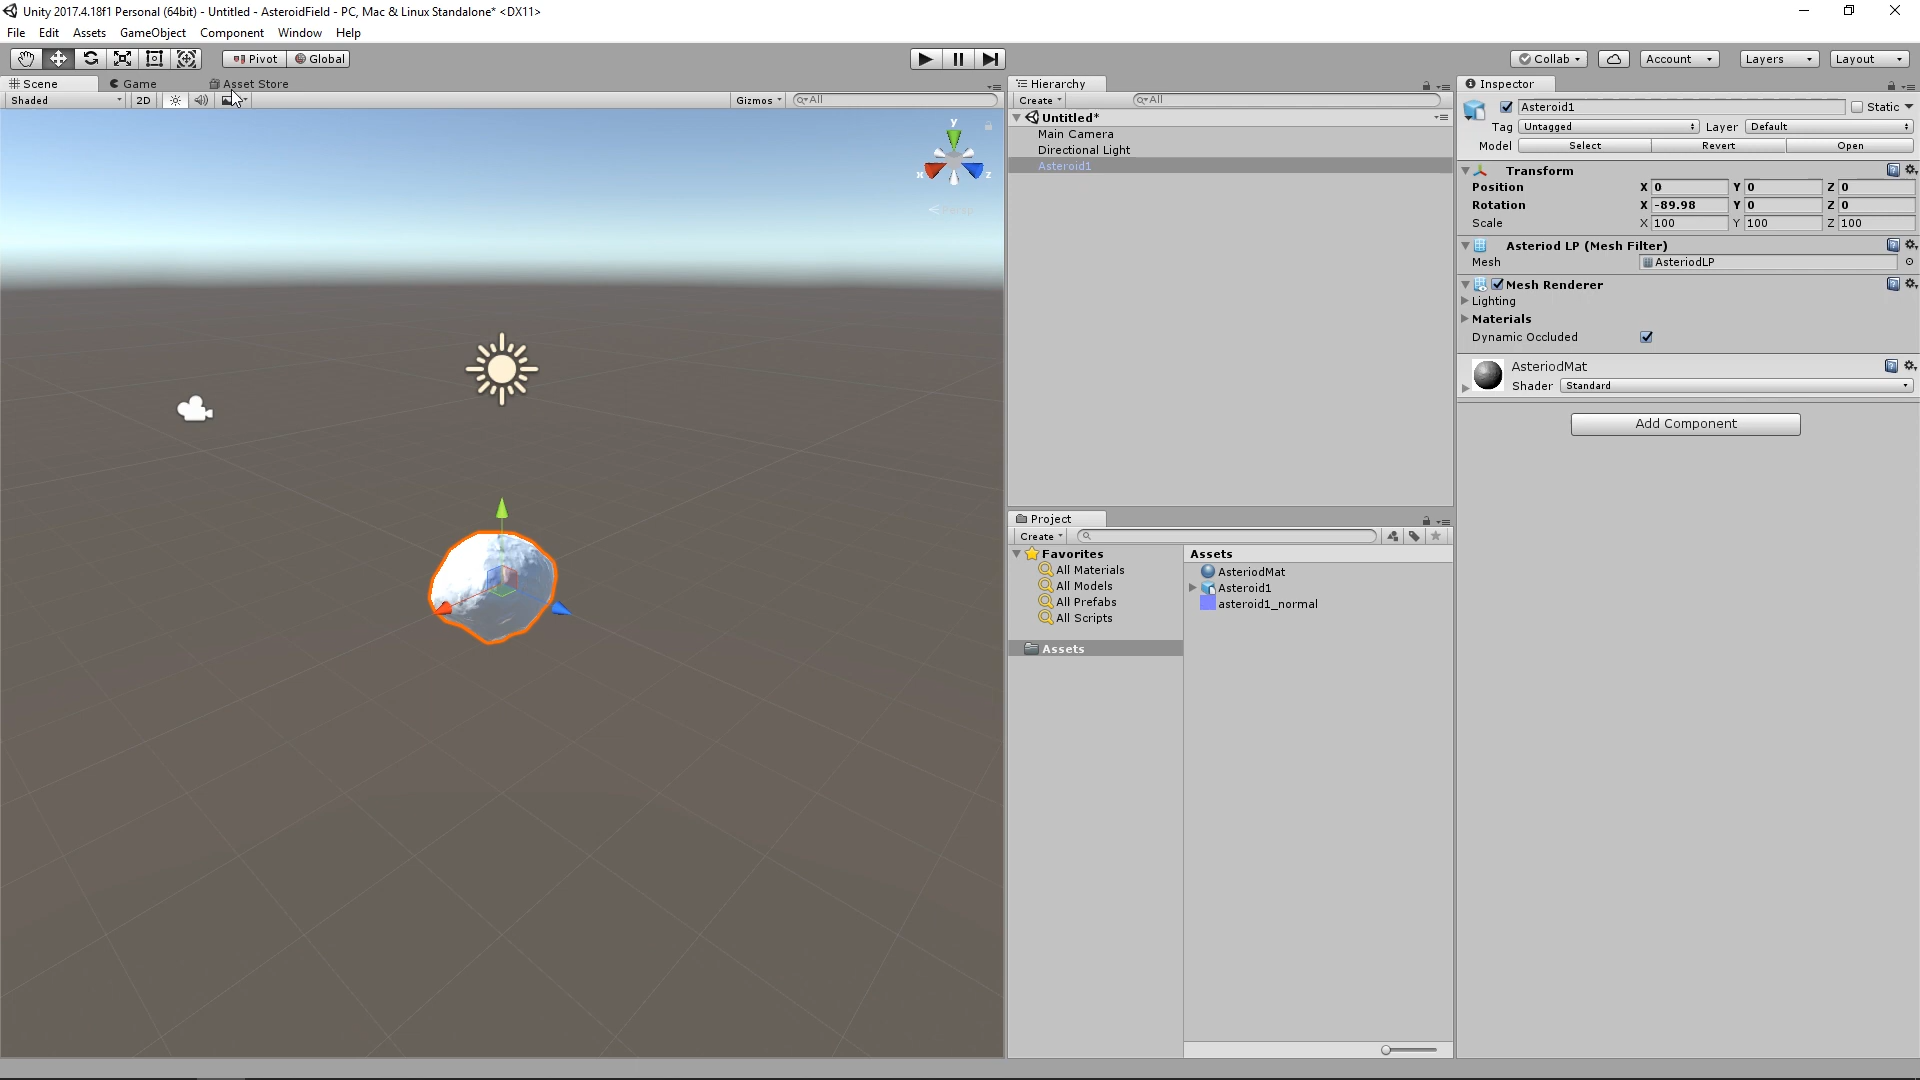 Unity 2017.4.18f1 Personal (64bit) - Untitled - AsteroidField - PC, Mac & Linux Standalone* <DX11>
File Edit Assets GameObject Component Window Help
Pivot Global Collab Account Layers Layout
Scene Game Asset Store
Shaded 2D Gizmos All
y
x z
Persp
Hierarchy
Create All
Untitled*
Main Camera
Directional Light
Asteroid1
Project
Create
Favorites
All Materials
All Models
All Prefabs
All Scripts
Assets
Assets
AsteriodMat
Asteroid1
asteroid1_normal
Inspector
Asteroid1 Static
Tag Untagged Layer Default
Model Select Revert Open
Transform
Position X 0 Y 0 Z 0
Rotation X -89.98 Y 0 Z 0
Scale X 100 Y 100 Z 100
Asteriod LP (Mesh Filter)
Mesh AsteriodLP
Mesh Renderer
Lighting
Materials
Dynamic Occluded
AsteriodMat
Shader Standard
Add Component